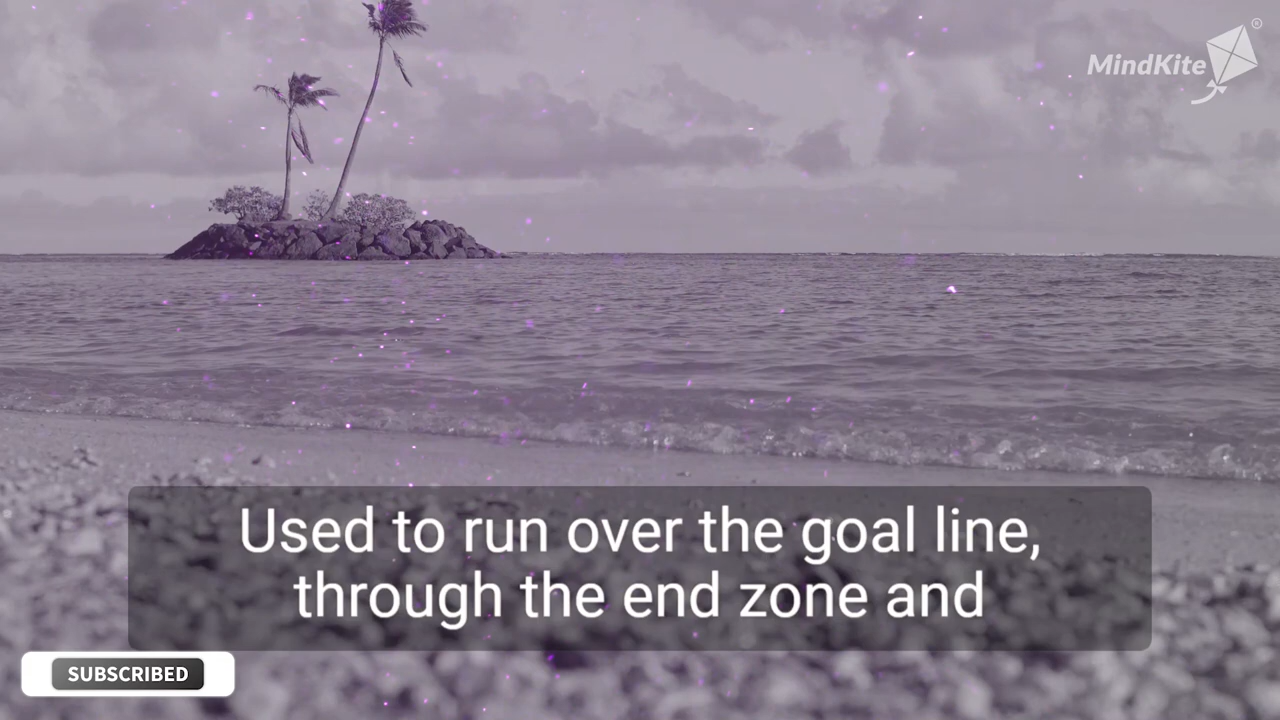 MindKite
®
Used to run over the goal line,
through the end zone and
SUBSCRIBED